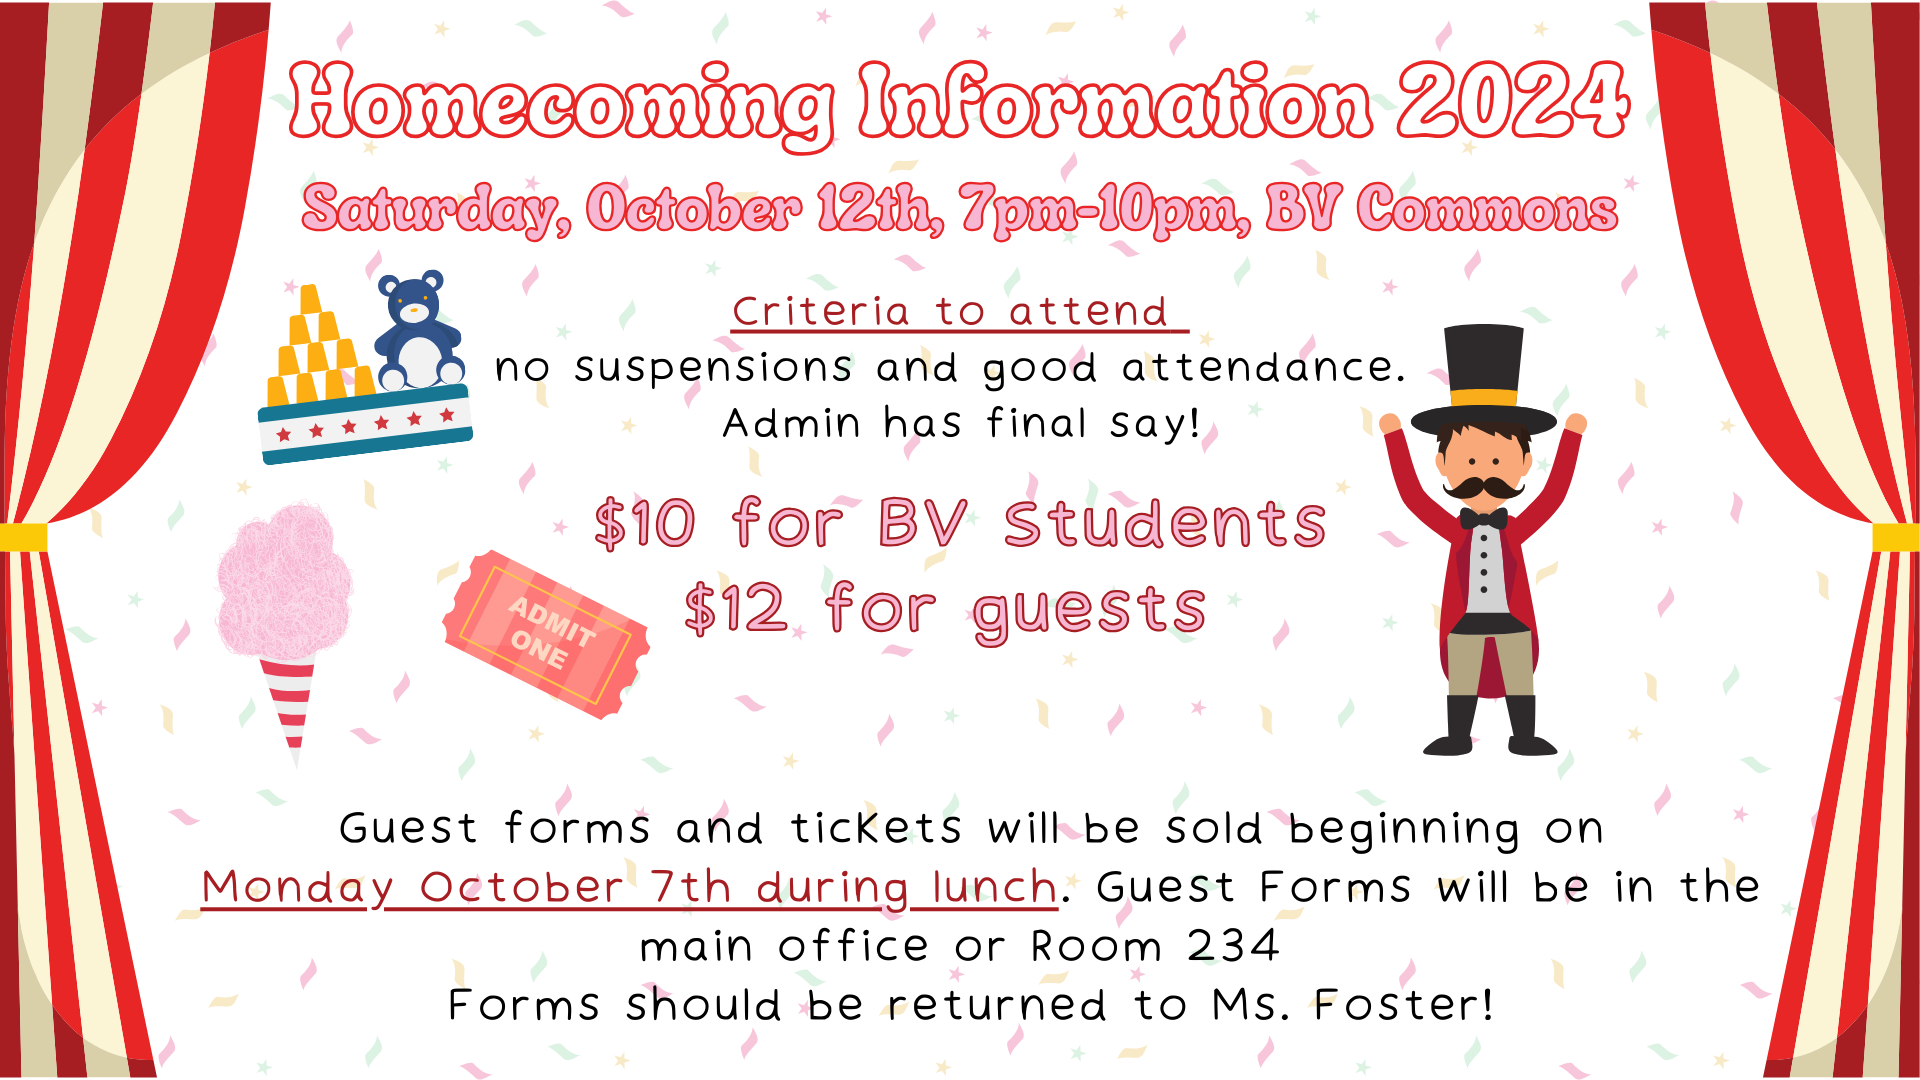 Homecoming Information 2024
Saturday, October 12th, 7pm-10pm, BV Commons
Criteria to attend
no suspensions and good attendance.
Admin has final say!
$10 for BV Students
$12 for guests
ADMIT
ONE
Guest forms and tickets will be sold beginning on
Monday October 7th during lunch. Guest Forms will be in the
main office or Room 234
Forms should be returned to Ms. Foster!